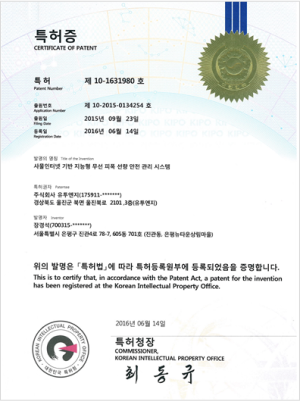 특허증
CERTIFICATE OF PATENT
특 허 제 10-1631980 호
Patent Number
출원번호 제 10-2015-0134254 호
Application Number
출원일 2015년 09월 23일
Filing Date
등록일 2016년 06월 14일
Registration Date
발명의 명칭 Title of the Invention
사물인터넷 기반 지능형 무선 피폭 선량 안전 관리 시스템
특허권자 Patentee
주식회사 유투엔지(175911-*******)
경상북도 울진군 북면 울진북로 2101 ,3층(유투엔지)
발명자 Inventor
장경석(700315-*******)
서울특별시 은평구 진관4로 78-7, 605동 701호 (진관동, 은평뉴타운상림마을)
위의 발명은 「특허법」에 따라 특허등록원부에 등록되었음을 증명합니다.
This is to certify that, in accordance with the Patent Act, a patent for the invention
has been registered at the Korean Intellectual Property Office.
2016년 06월 14일
특허청장
COMMISSIONER,
KOREAN INTELLECTUAL PROPERTY OFFICE
최동규
KOREAN INTELLECTUAL PROPERTY OFFICE
대한민국 특허청